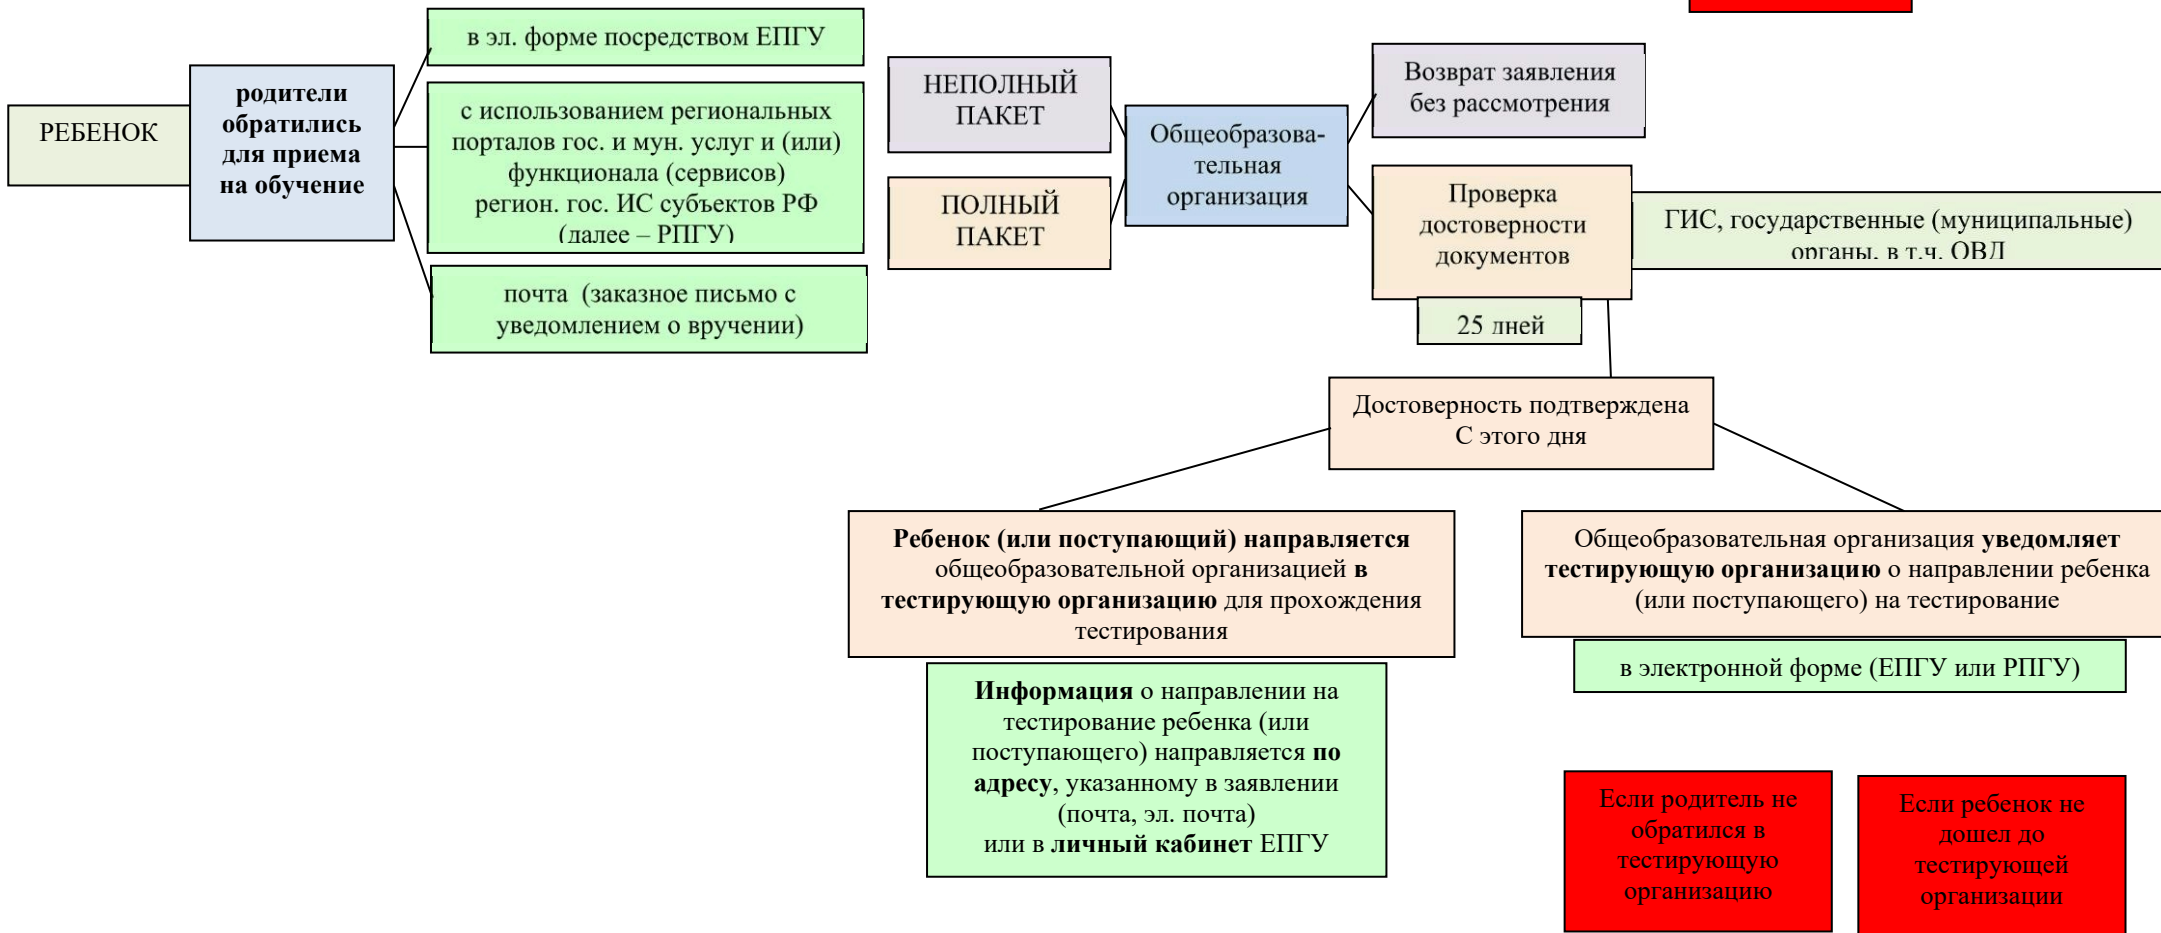 РЕБЕНОК
родители
обратились
для приема
на обучение
в эл. форме посредством ЕПГУ
с использованием региональных
порталов гос. и мун. услуг и (или)
функционала (сервисов)
регион. гос. ИС субъектов РФ
(далее – РПГУ)
почта (заказное письмо с
уведомлением о вручении)
НЕПОЛНЫЙ
ПАКЕТ
ПОЛНЫЙ
ПАКЕТ
Общеобразова-
тельная
организация
Возврат заявления
без рассмотрения
Проверка
достоверности
документов
ГИС, государственные (муниципальные)
органы, в т.ч. ОВД
25 дней
Достоверность подтверждена
С этого дня
Ребенок (или поступающий) направляется
общеобразовательной организацией в
тестирующую организацию для прохождения
тестирования
Информация о направлении на
тестирование ребенка (или
поступающего) направляется по
адресу, указанному в заявлении
(почта, эл. почта)
или в личный кабинет ЕПГУ
Общеобразовательная организация уведомляет
тестирующую организацию о направлении ребенка
(или поступающего) на тестирование
в электронной форме (ЕПГУ или РПГУ)
Если родитель не
обратился в
тестирующую
организацию
Если ребенок не
дошел до
тестирующей
организации